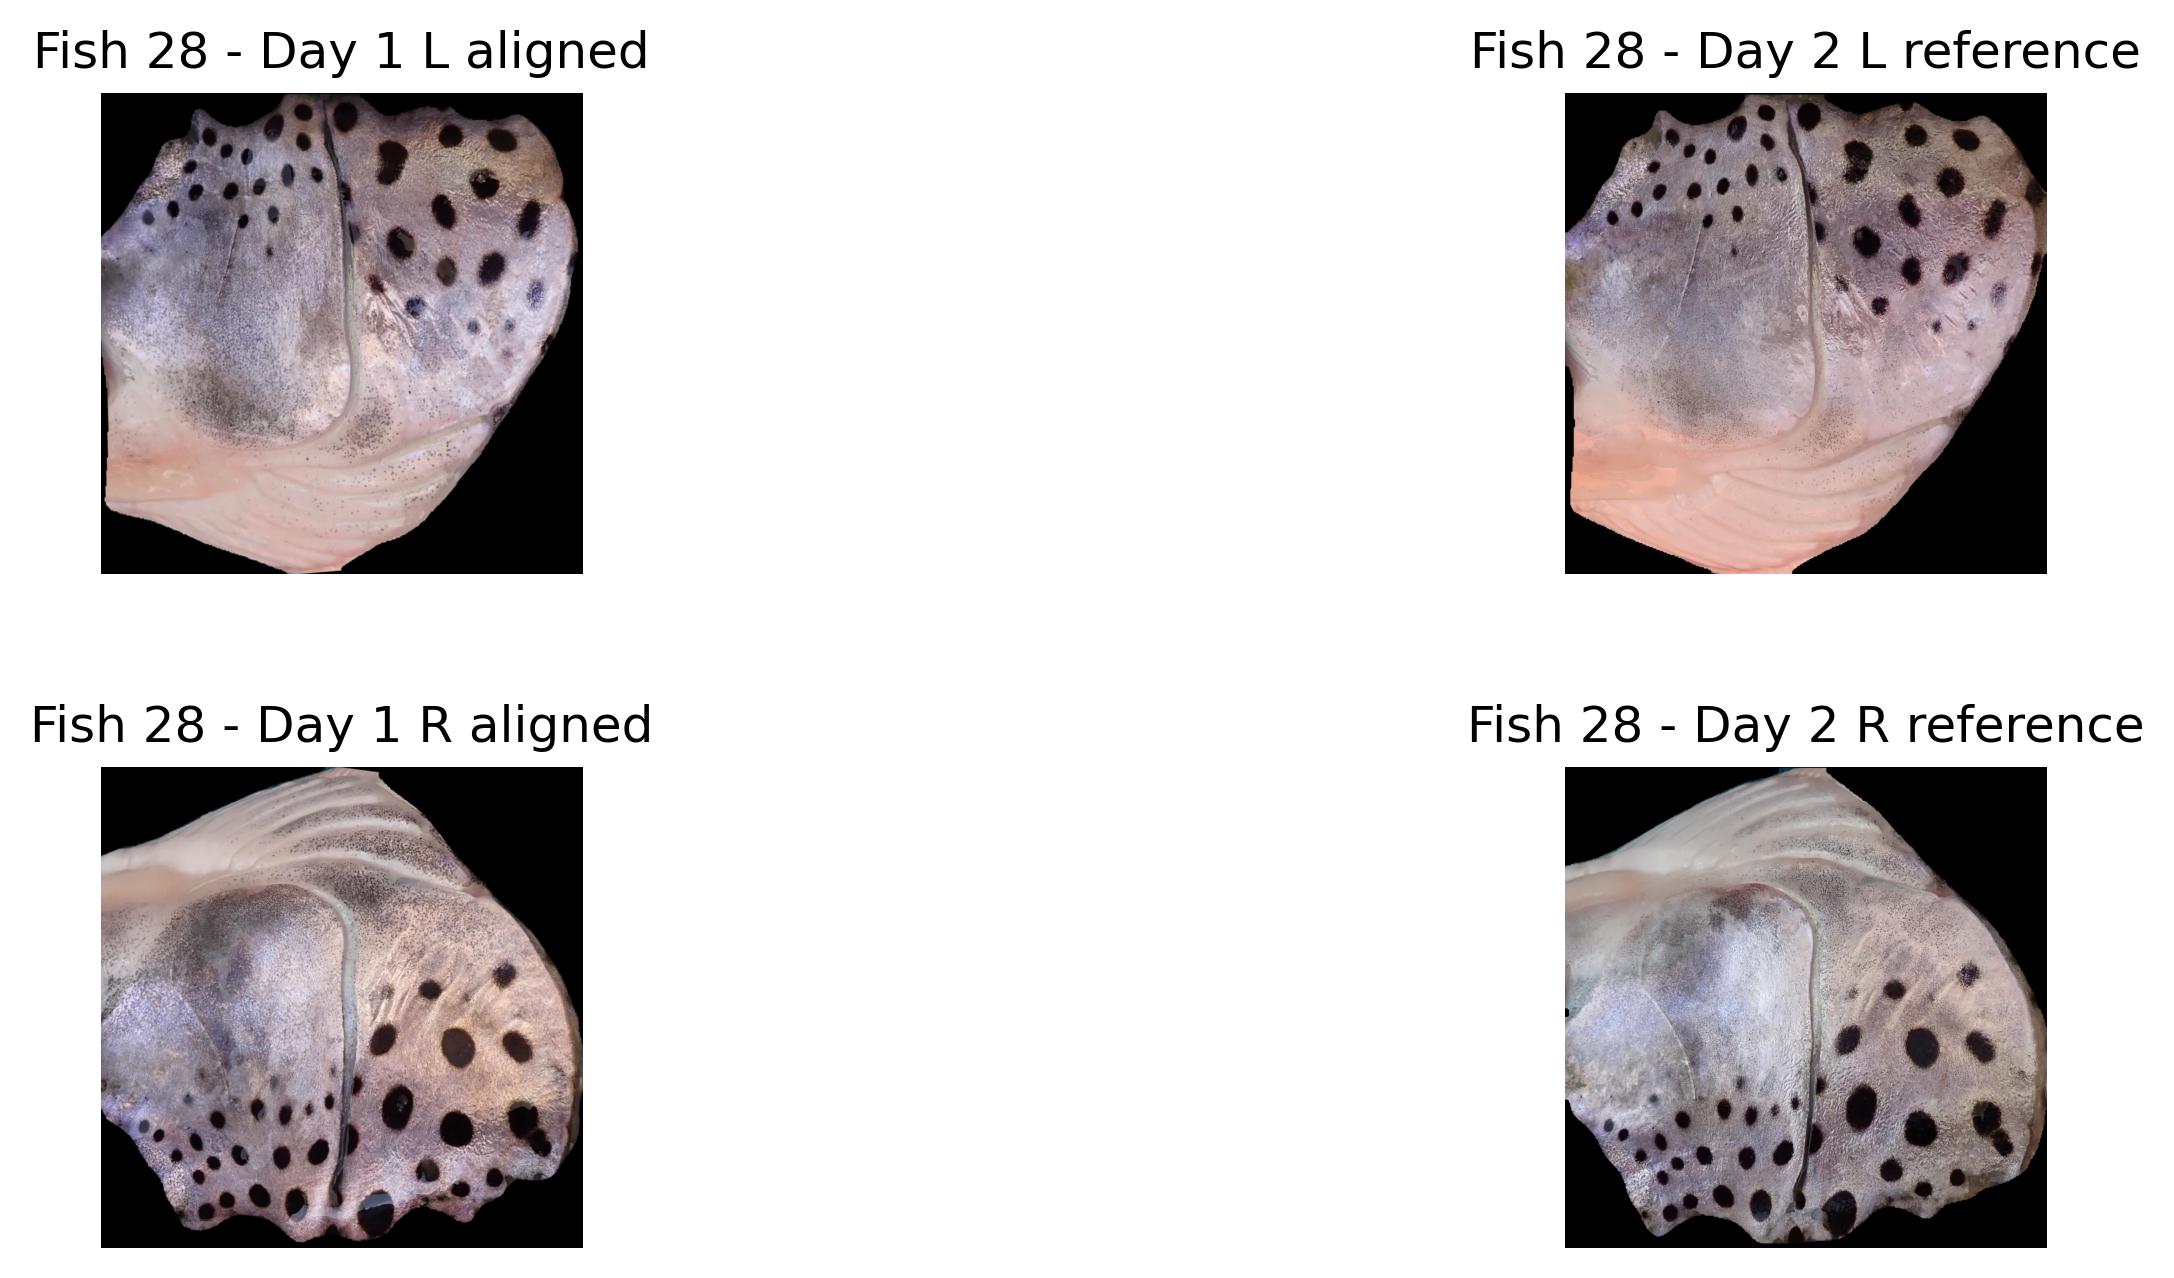 Fish 28 - Day 1 L aligned
Fish 28 - Day 2 L reference
Fish 28 - Day 1 R aligned
Fish 28 - Day 2 R reference